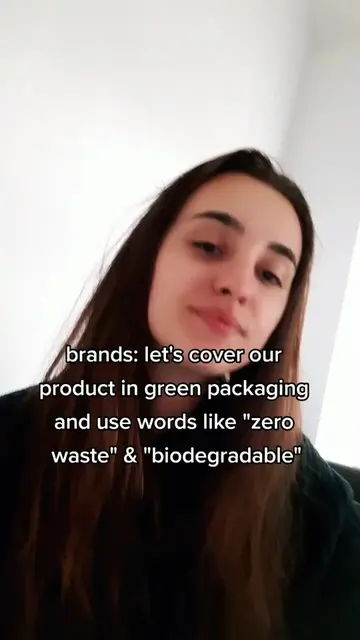 brands: let's cover our
product in green packaging
and use words like "zero
waste" & "biodegradable"